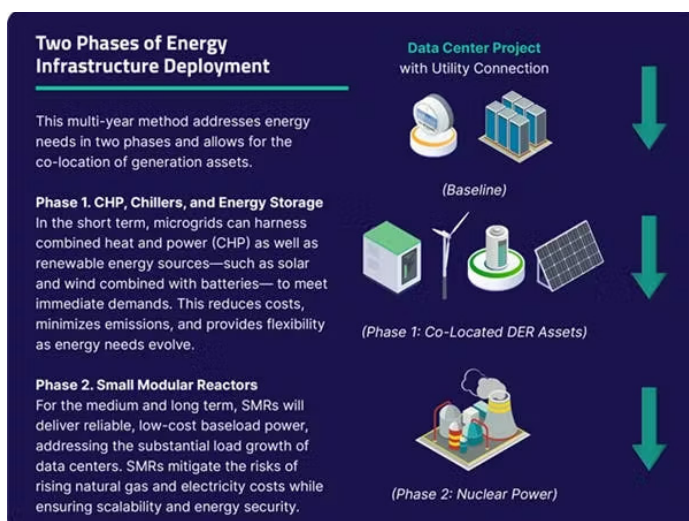 Two Phases of Energy
Infrastructure Deployment
This multi-year method addresses energy
needs in two phases and allows for the
co-location of generation assets.
Phase 1. CHP, Chillers, and Energy Storage
In the short term, microgrids can harness
combined heat and power (CHP) as well as
renewable energy sources—such as solar
and wind combined with batteries— to meet
immediate demands. This reduces costs,
minimizes emissions, and provides flexibility
as energy needs evolve.
Phase 2. Small Modular Reactors
For the medium and long term, SMRs will
deliver reliable, low-cost baseload power,
addressing the substantial load growth of
data centers. SMRs mitigate the risks of
rising natural gas and electricity costs while
ensuring scalability and energy security.
Data Center Project
with Utility Connection
(Baseline)
(Phase 1: Co-Located DER Assets)
(Phase 2: Nuclear Power)